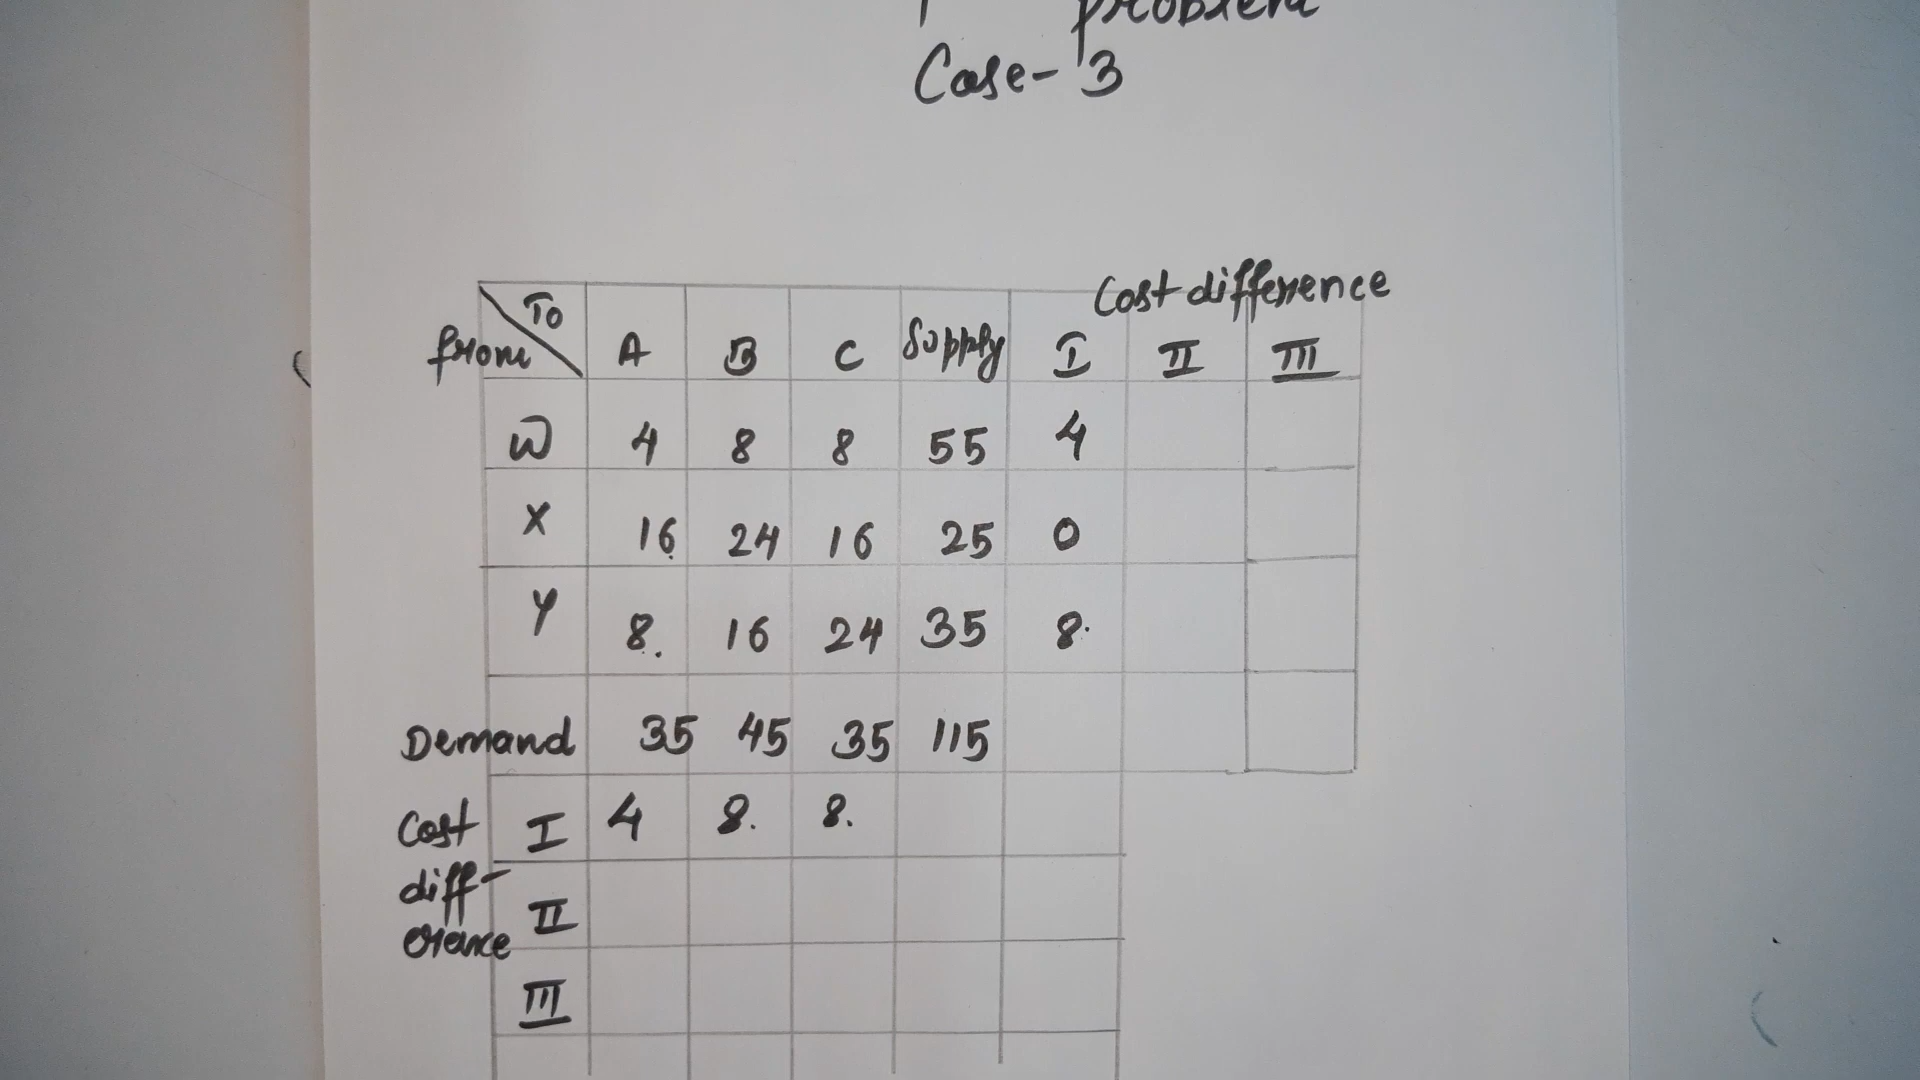 problem
Case-3
Cost difference
To
from A B C Supply I II III
W 4 8 8 55 4
X 16 24 16 25 0
Y 8. 16 24 35 8.
Demand 35 45 35 115
Cost I 4 8. 8.
diff-
erence II
III